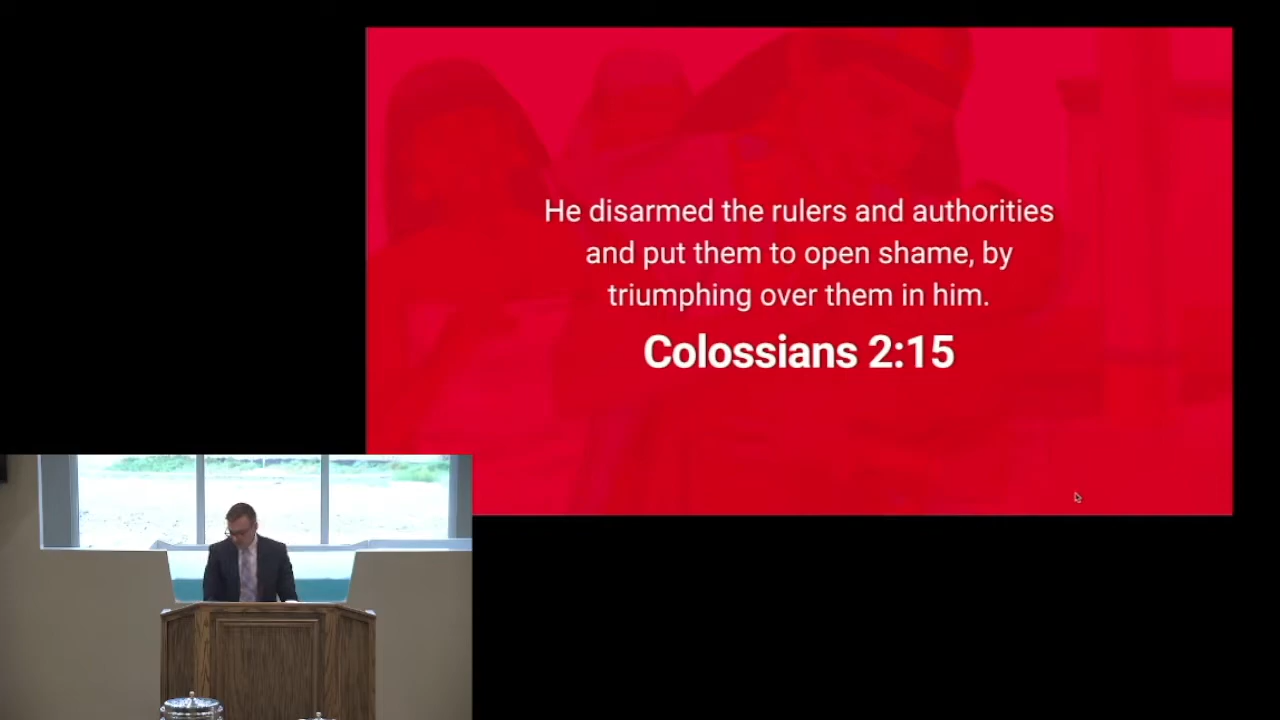 He disarmed the rulers and authorities
and put them to open shame, by
triumphing over them in him.
Colossians 2:15